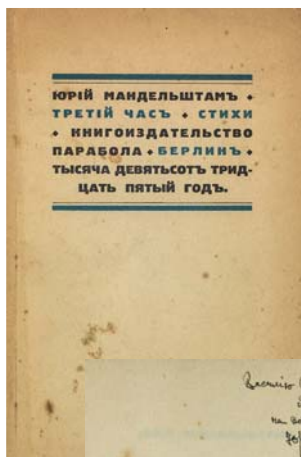 ЮРІЙ МАНДЕЛЬШТАМЪ ◆
ТРЕТІЙ ЧАСЪ ◆ СТИХИ
◆ КНИГОИЗДАТЕЛЬСТВО
ПАРАБОЛА ◆ БЕРЛИНЪ ◆
ТЫСЯЧА ДЕВЯТЬСОТЪ ТРИД-
ЦАТЬ ПЯТЫЙ ГОДЪ.